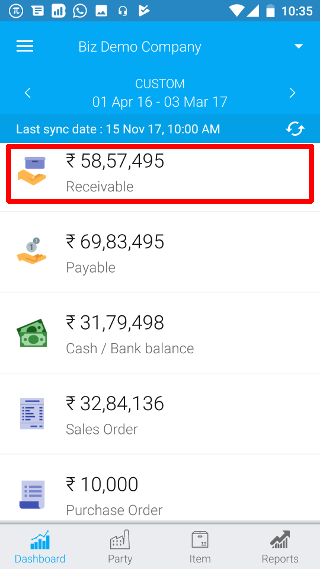 10:35
Biz Demo Company
CUSTOM
01 Apr 16 - 03 Mar 17
Last sync date : 15 Nov 17, 10:00 AM
₹ 58,57,495
Receivable
₹ 69,83,495
Payable
₹ 31,79,498
Cash / Bank balance
₹ 32,84,136
Sales Order
₹ 10,000
Purchase Order
Dashboard Party Item Reports